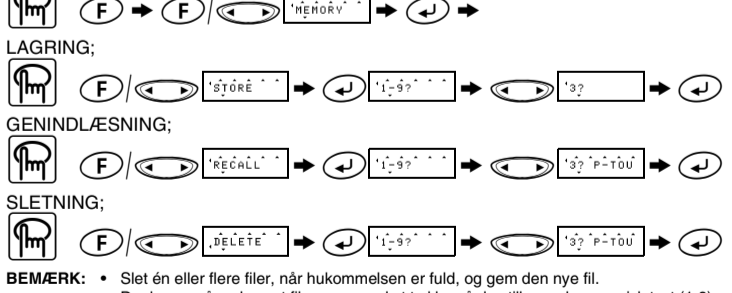 F F MEMORY
LAGRING;
F STORE 1-9? 3?
GENINDLÆSNING;
F RECALL 1-9? 3? P-TOU
SLETNING;
F DELETE 1-9? 3? P-TOU
BEMÆRK: • Slet én eller flere filer, når hukommelsen er fuld, og gem den nye fil.